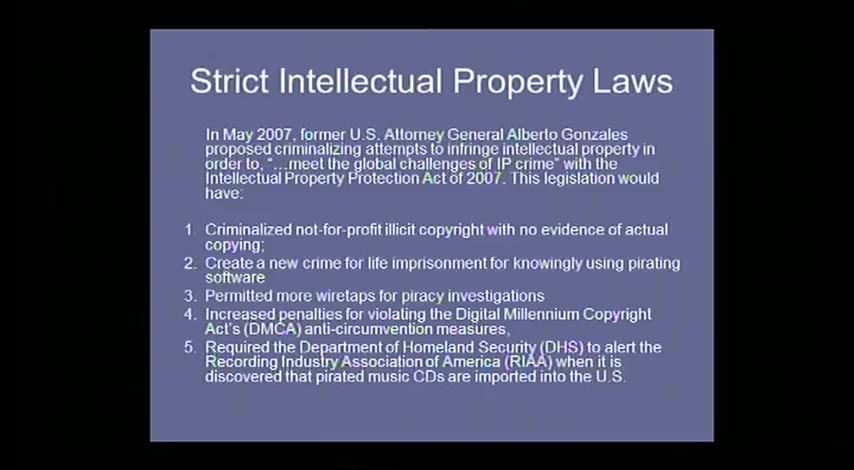 Strict Intellectual Property Laws
In May 2007, former U.S. Attorney General Alberto Gonzales
proposed criminalizing attempts to infringe intellectual property in
order to, “…meet the global challenges of IP crime” with the
Intellectual Property Protection Act of 2007. This legislation would
have:
1. Criminalized not-for-profit illicit copyright with no evidence of actual
copying;
2. Create a new crime for life imprisonment for knowingly using pirating
software
3. Permitted more wiretaps for piracy investigations
4. Increased penalties for violating the Digital Millennium Copyright
Act's (DMCA) anti-circumvention measures,
5. Required the Department of Homeland Security (DHS) to alert the
Recording Industry Association of America (RIAA) when it is
discovered that pirated music CDs are imported into the U.S.